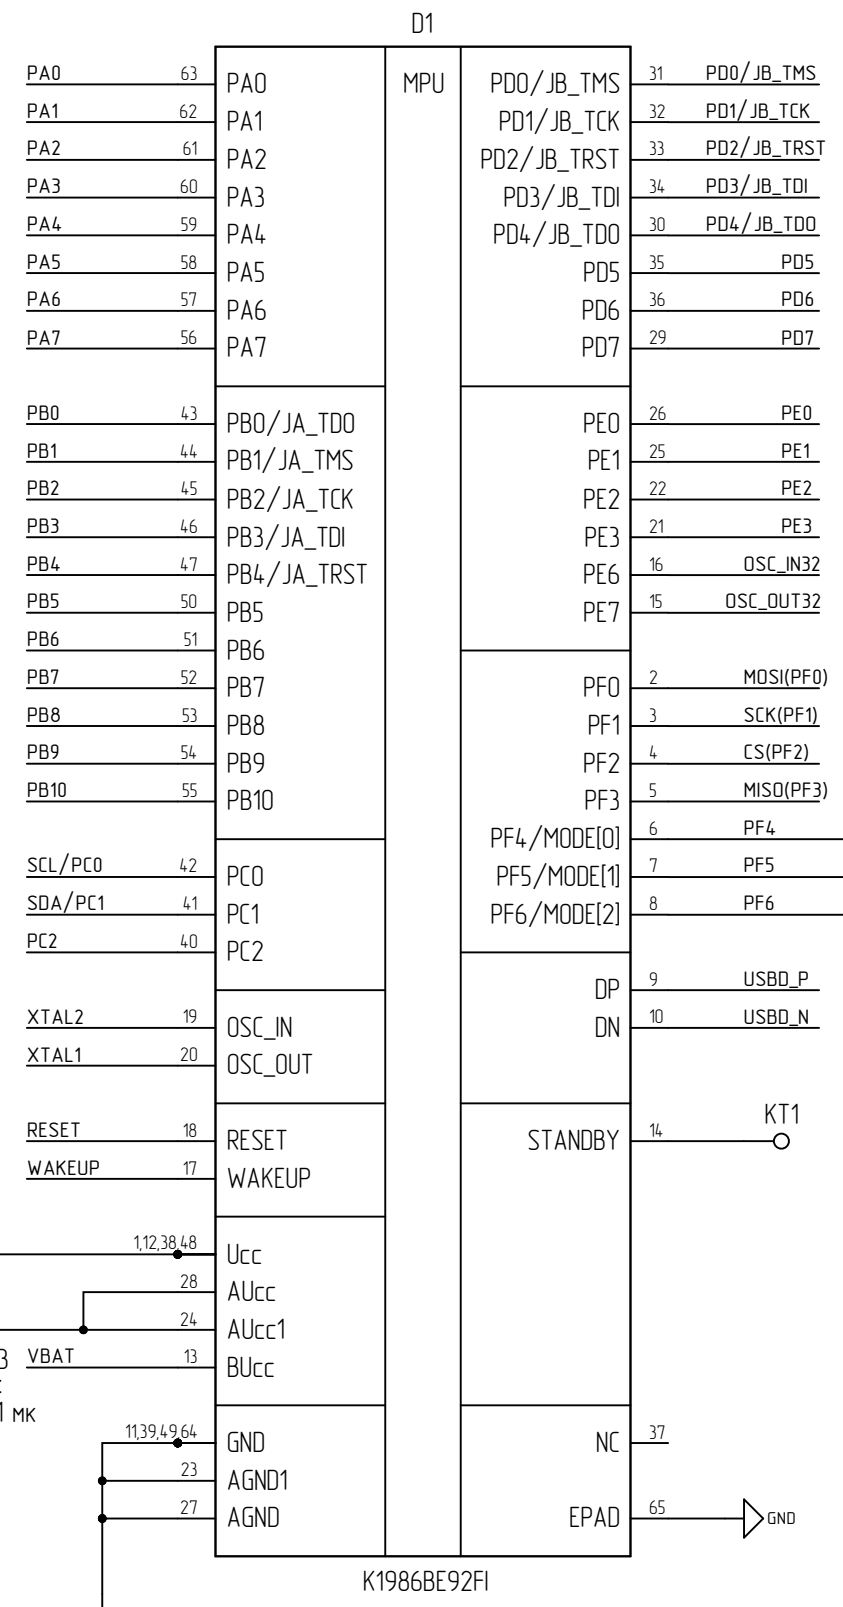 D1
MPU
PA0 63 PA0
PA1 62 PA1
PA2 61 PA2
PA3 60 PA3
PA4 59 PA4
PA5 58 PA5
PA6 57 PA6
PA7 56 PA7
PB0 43 PB0/JA_TDO
PB1 44 PB1/JA_TMS
PB2 45 PB2/JA_TCK
PB3 46 PB3/JA_TDI
PB4 47 PB4/JA_TRST
PB5 50 PB5
PB6 51 PB6
PB7 52 PB7
PB8 53 PB8
PB9 54 PB9
PB10 55 PB10
SCL/PC0 42 PC0
SDA/PC1 41 PC1
PC2 40 PC2
XTAL2 19 OSC_IN
XTAL1 20 OSC_OUT
RESET 18 RESET
WAKEUP 17 WAKEUP
1,12,38,48 Ucc
28 AUcc
24 AUcc1
VBAT 13 BUcc
1 мк
11,39,49,64 GND
23 AGND1
27 AGND
PD0/JB_TMS 31 PD0/JB_TMS
PD1/JB_TCK 32 PD1/JB_TCK
PD2/JB_TRST 33 PD2/JB_TRST
PD3/JB_TDI 34 PD3/JB_TDI
PD4/JB_TDO 30 PD4/JB_TDO
PD5 35 PD5
PD6 36 PD6
PD7 29 PD7
PE0 26 PE0
PE1 25 PE1
PE2 22 PE2
PE3 21 PE3
PE6 16 OSC_IN32
PE7 15 OSC_OUT32
PF0 2 MOSI(PF0)
PF1 3 SCK(PF1)
PF2 4 CS(PF2)
PF3 5 MISO(PF3)
PF4/MODE[0] 6 PF4
PF5/MODE[1] 7 PF5
PF6/MODE[2] 8 PF6
DP 9 USBD_P
DN 10 USBD_N
STANDBY 14 KT1
NC 37
EPAD 65 GND
K1986BE92FI